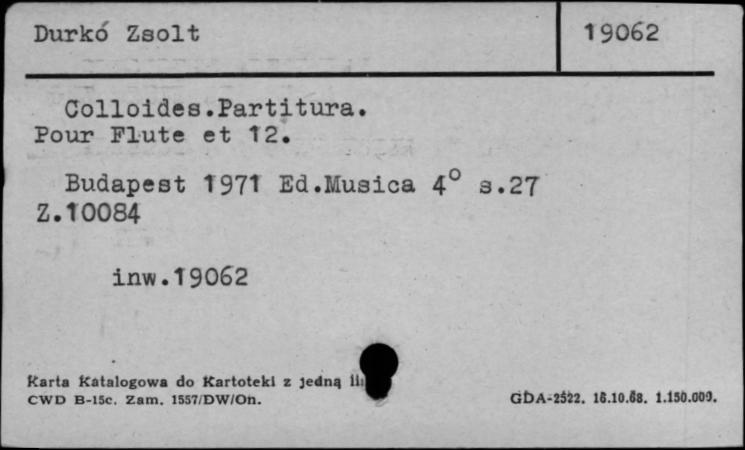 Durkó Zsolt
19062
Colloides.Partitura.
Pour Flute et 12.
Budapest 1971 Ed.Musica 4° s.27
Z.10084
inw.19062
Karta Katalogowa do Kartoteki z jedną
CWD B-15c. Zam. 1557/DW/On.
GDA-2522. 16.10.68. 1.150.000.